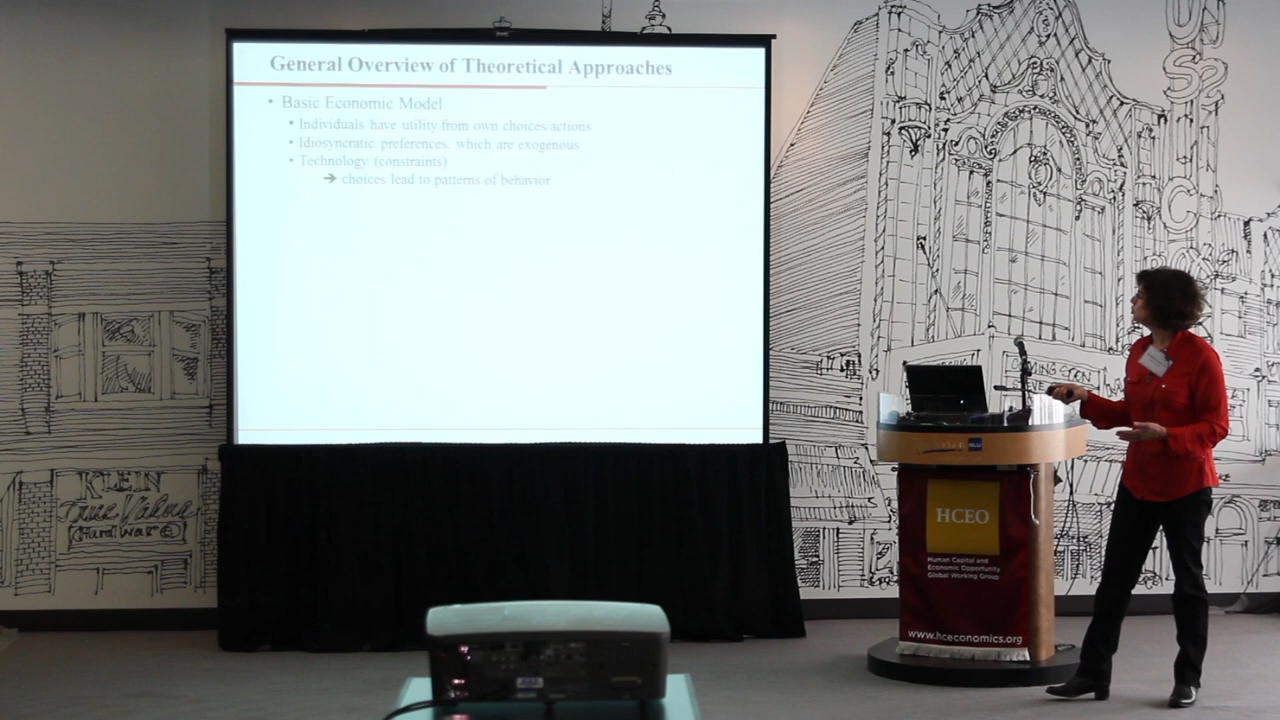 General Overview of Theoretical Approaches
• Basic Economic Model
• Individuals have utility from own choices/actions
• Idiosyncratic preferences, which are exogenous
• Technology (constraints)
➔ choices lead to patterns of behavior
KLEIN
True Value
Hardware
COMING SOON
HCEO
Human Capital and
Economic Opportunity
Global Working Group
www.hceconomics.org